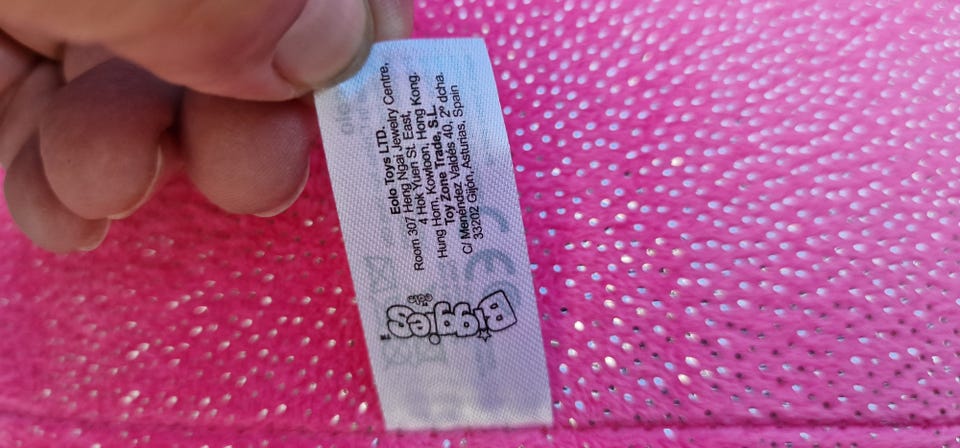 Eolo Toys LTD.
Room 307 Heng Ngai Jewelry Centre,
4 Hok Yuen St. East,
Hung Hom, Kowloon, Hong Kong.
Toy Zone Trade, S.L.
C/ Menéndez Valdés 40, 2º dcha.
33202 Gijón, Asturias, Spain
Biggies
CE